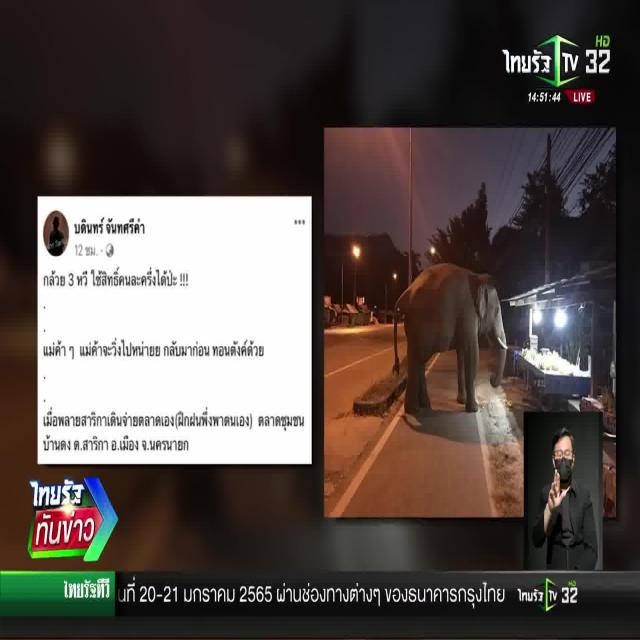 ไทยรัฐ TV HD 32
14:51:44 LIVE
บดินทร์ จันทศรีคำ
12 ชม.
กล้วย 3 หวี ใช้สิทธิ์คนละครึ่งได้ป่ะ !!!
.
.
แม่ค้า ๆ แม่ค้าจะวิ่งไปหน่ายย กลับมาก่อน ทอนตังค์ด้วย
.
.
เมื่อพลายสาริกาเดินจ่ายตลาดเอง(ฝึกฝนพึ่งพาตนเอง) ตลาดชุมชน
บ้านดง ต.สาริกา อ.เมือง จ.นครนายก
ไทยรัฐ
ทันข่าว
ไทยรัฐทีวี นที่ 20-21 มกราคม 2565 ผ่านช่องทางต่างๆ ของธนาคารกรุงไทย ไทยรัฐ TV HD 32